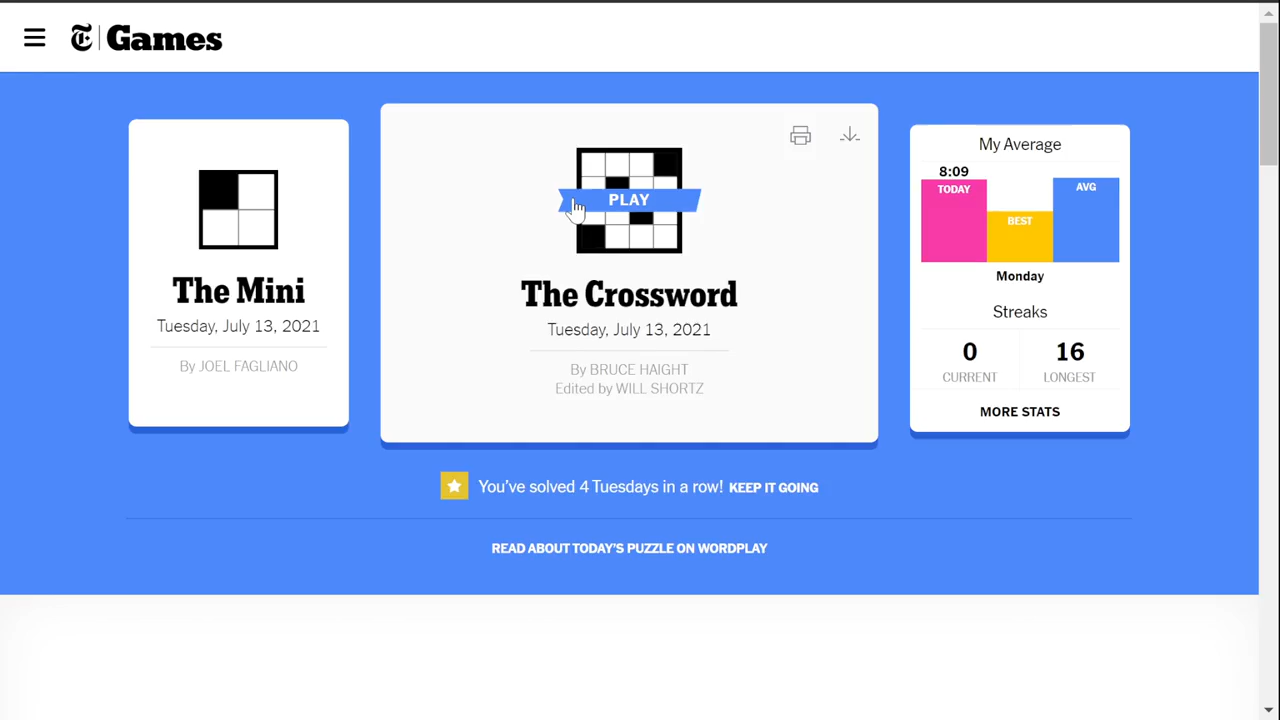 T Games
The Mini
Tuesday, July 13, 2021
By JOEL FAGLIANO
PLAY
The Crossword
Tuesday, July 13, 2021
By BRUCE HAIGHT
Edited by WILL SHORTZ
My Average
8:09
TODAY
BEST
AVG
Monday
Streaks
0
16
CURRENT
LONGEST
MORE STATS
You've solved 4 Tuesdays in a row! KEEP IT GOING
READ ABOUT TODAY'S PUZZLE ON WORDPLAY